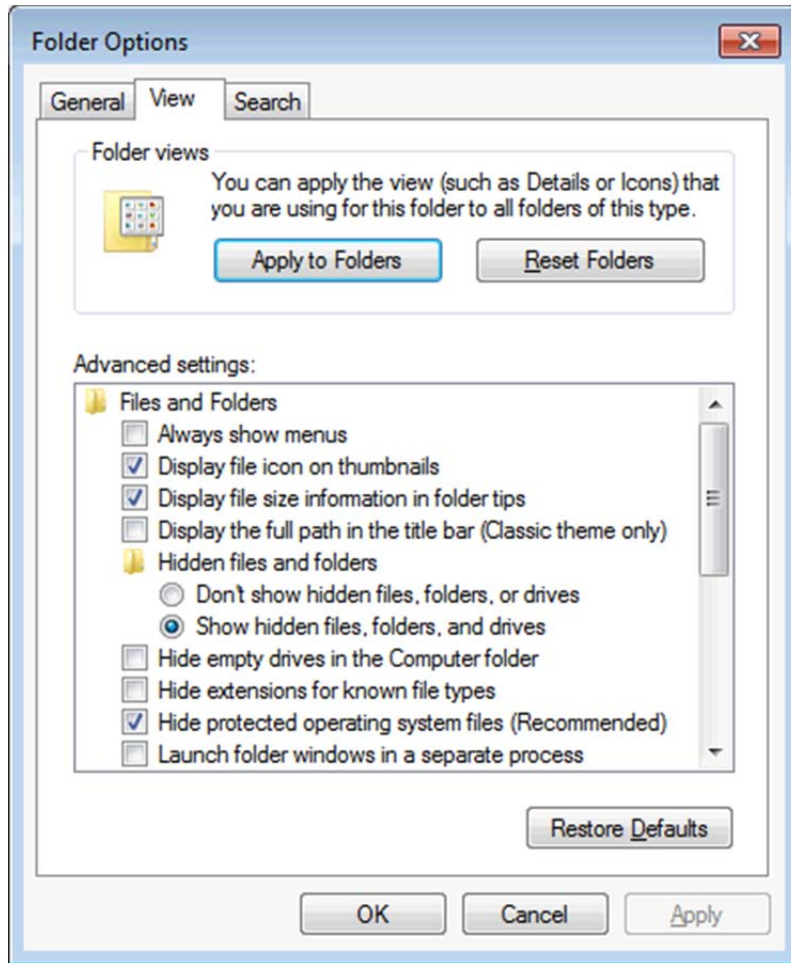 Folder Options
General
View
Search
Folder views
You can apply the view (such as Details or Icons) that
you are using for this folder to all folders of this type.
Apply to Folders
Reset Folders
Advanced settings:
Files and Folders
Always show menus
Display file icon on thumbnails
Display file size information in folder tips
Display the full path in the title bar (Classic theme only)
Hidden files and folders
Don't show hidden files, folders, or drives
Show hidden files, folders, and drives
Hide empty drives in the Computer folder
Hide extensions for known file types
Hide protected operating system files (Recommended)
Launch folder windows in a separate process
Restore Defaults
OK
Cancel
Apply